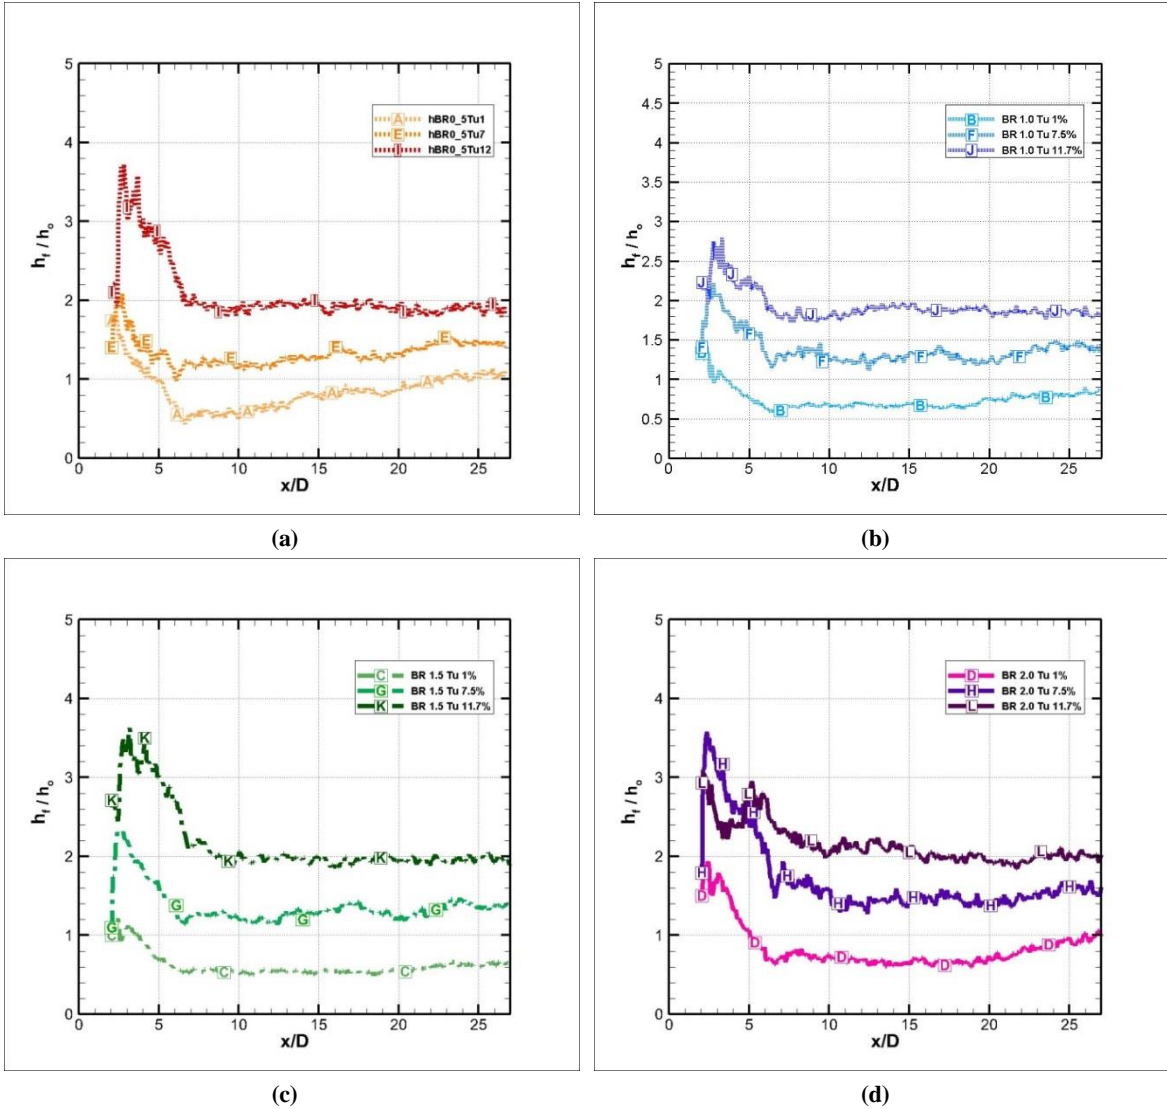 5
4
3
2
1
0
h_f / h_o
A hBR0_5Tu1
E hBR0_5Tu7
I hBR0_5Tu12
I I I I I I I I
E E E E E
A A A A A
0 5 10 15 20 25
x/D
(a)
5
4.5
4
3.5
3
2.5
2
1.5
1
0.5
0
h_f / h_o
B BR 1.0 Tu 1%
F BR 1.0 Tu 7.5%
J BR 1.0 Tu 11.7%
J J J J J
F F F F F
B B B B
0 5 10 15 20 25
x/D
(b)
5
4
3
2
1
0
h_f / h_o
C BR 1.5 Tu 1%
G BR 1.5 Tu 7.5%
K BR 1.5 Tu 11.7%
K K K K
G G G G
C C C
0 5 10 15 20 25
x/D
(c)
5
4
3
2
1
0
h_f / h_o
D BR 2.0 Tu 1%
H BR 2.0 Tu 7.5%
L BR 2.0 Tu 11.7%
L L L L L
H H H H H H H H
D D D D D
0 5 10 15 20 25
x/D
(d)